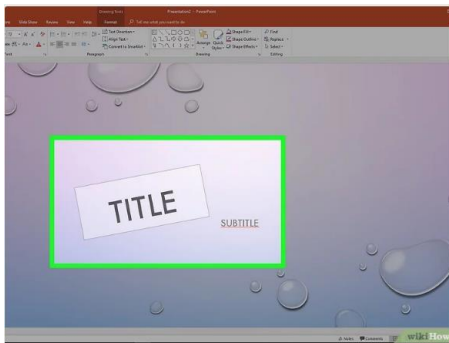 Drawing Tools
Presentation2 - PowerPoint
Slide Show Review View Help Format Tell me what you want to do
Text Direction
Align Text
Convert to SmartArt
Arrange Quick Styles
Shape Fill
Shape Outline
Shape Effects
Find
Replace
Select
Paragraph Drawing Editing
TITLE
SUBTITLE
Notes Comments
wikiHow